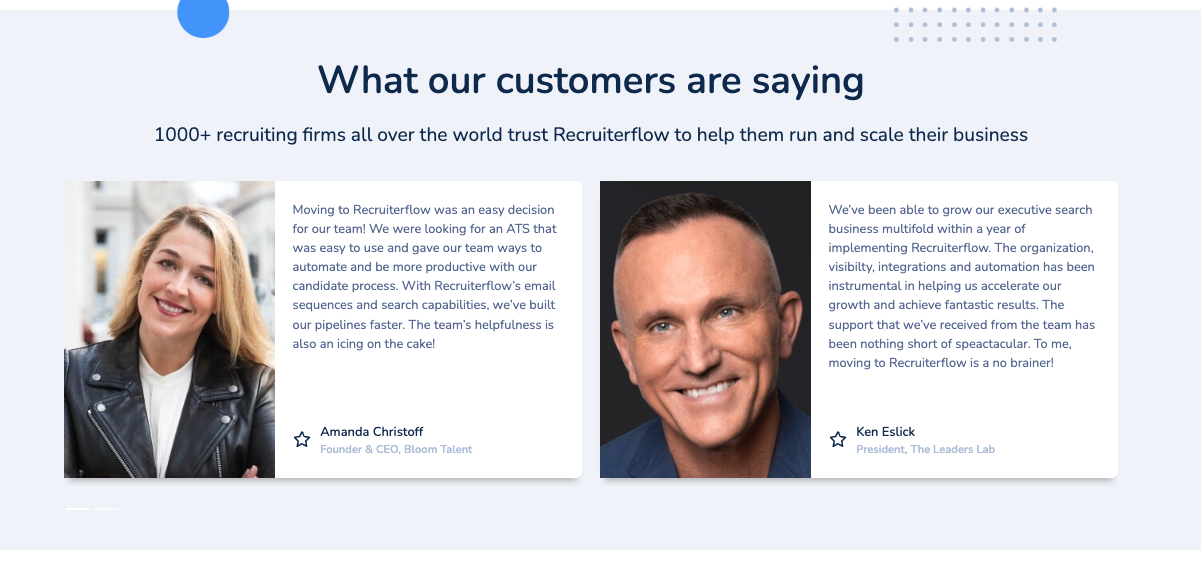 What our customers are saying
1000+ recruiting firms all over the world trust Recruiterflow to help them run and scale their business
Moving to Recruiterflow was an easy decision
for our team! We were looking for an ATS that
was easy to use and gave our team ways to
automate and be more productive with our
candidate process. With Recruiterflow’s email
sequences and search capabilities, we’ve built
our pipelines faster. The team’s helpfulness is
also an icing on the cake!
Amanda Christoff
Founder & CEO, Bloom Talent
We’ve been able to grow our executive search
business multifold within a year of
implementing Recruiterflow. The organization,
visibilty, integrations and automation has been
instrumental in helping us accelerate our
growth and achieve fantastic results. The
support that we’ve received from the team has
been nothing short of speactacular. To me,
moving to Recruiterflow is a no brainer!
Ken Eslick
President, The Leaders Lab